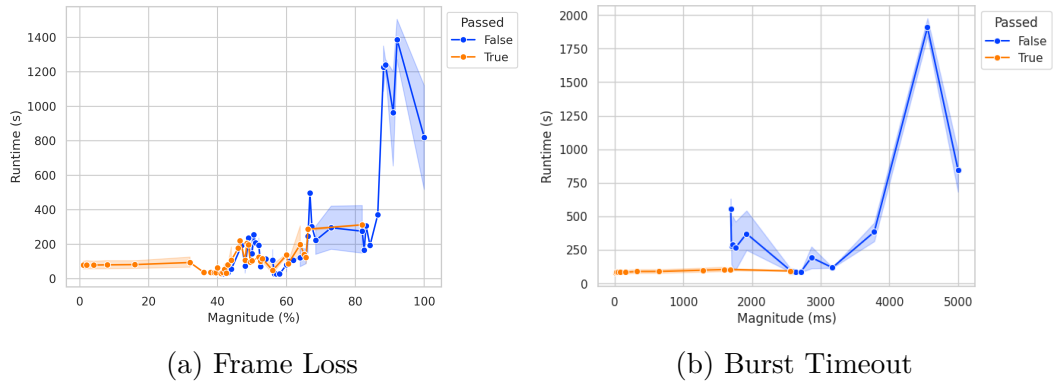 Passed
False
True
1400
1200
1000
800
600
400
200
0
Runtime (s)
0 20 40 60 80 100
Magnitude (%)
(a) Frame Loss
Passed
False
True
2000
1750
1500
1250
1000
750
500
250
0
Runtime (s)
0 1000 2000 3000 4000 5000
Magnitude (ms)
(b) Burst Timeout